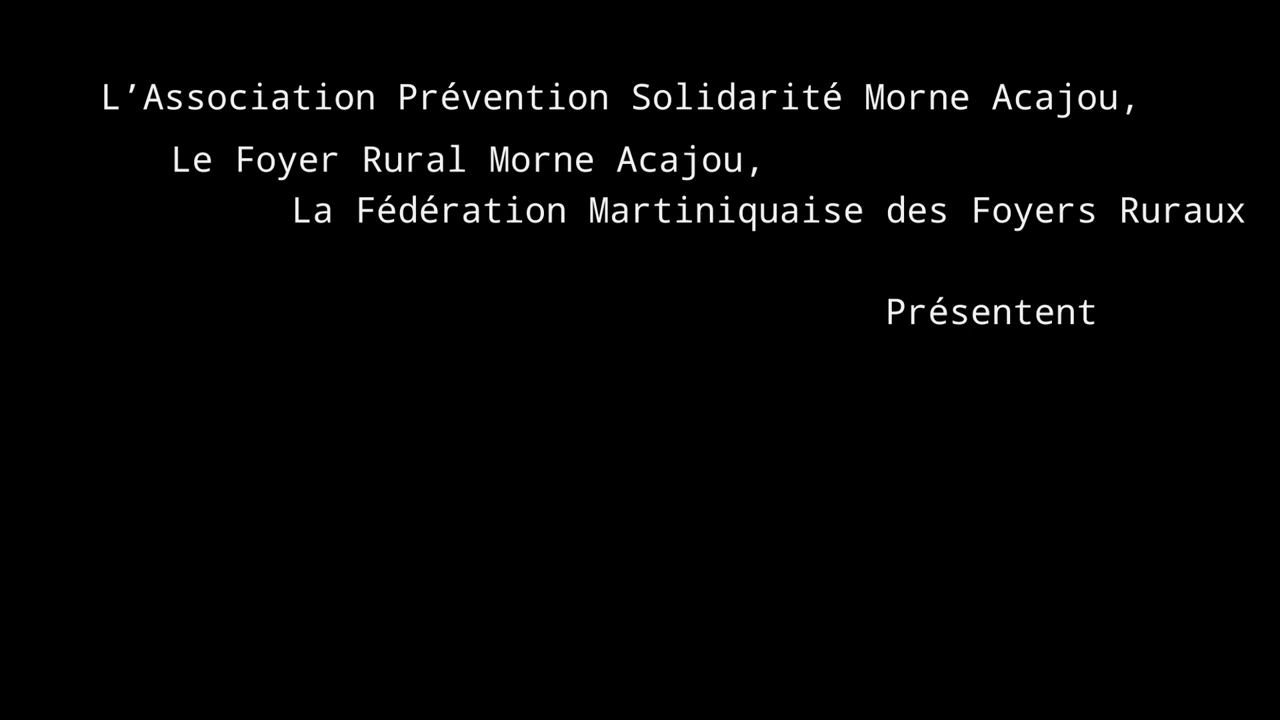 L’Association Prévention Solidarité Morne Acajou,
Le Foyer Rural Morne Acajou,
La Fédération Martiniquaise des Foyers Ruraux
Présentent